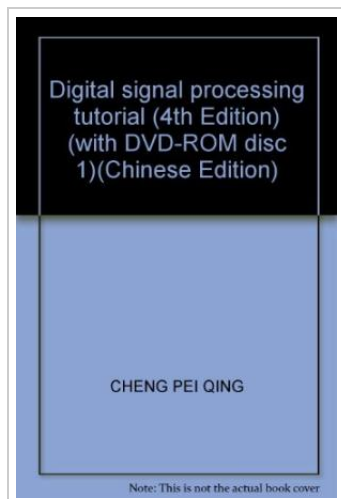 Digital signal processing
tutorial (4th Edition)
(with DVD-ROM disc
1)(Chinese Edition)
CHENG PEI QING
Note: This is not the actual book cover